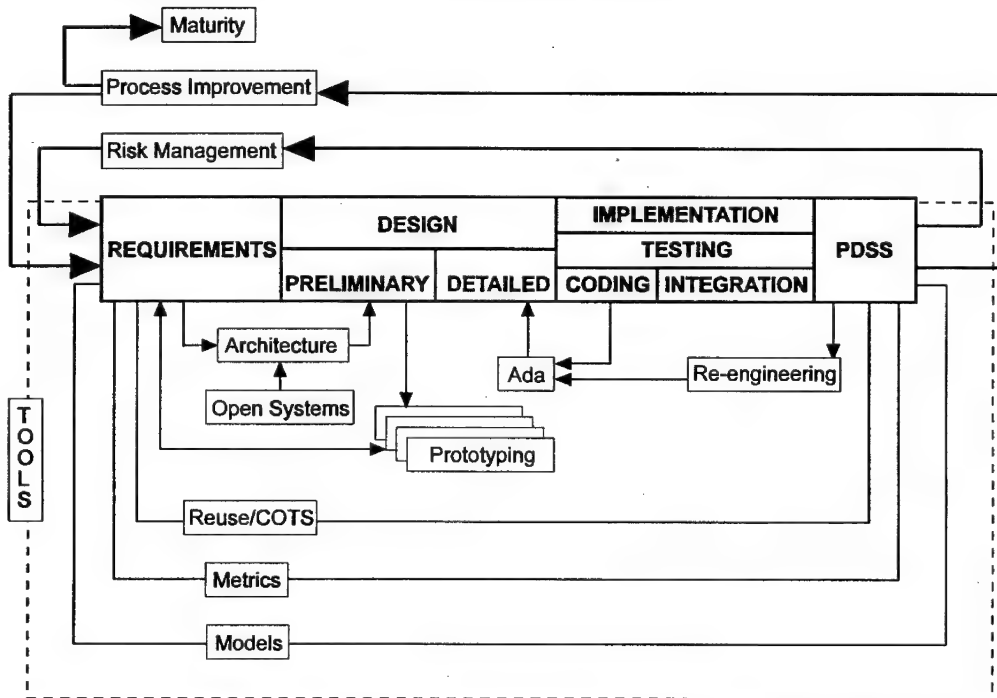 Maturity
Process Improvement
Risk Management
REQUIREMENTS
DESIGN
PRELIMINARY
DETAILED
IMPLEMENTATION
TESTING
CODING
INTEGRATION
PDSS
Architecture
Open Systems
Ada
Re-engineering
Prototyping
TOOLS
Reuse/COTS
Metrics
Models